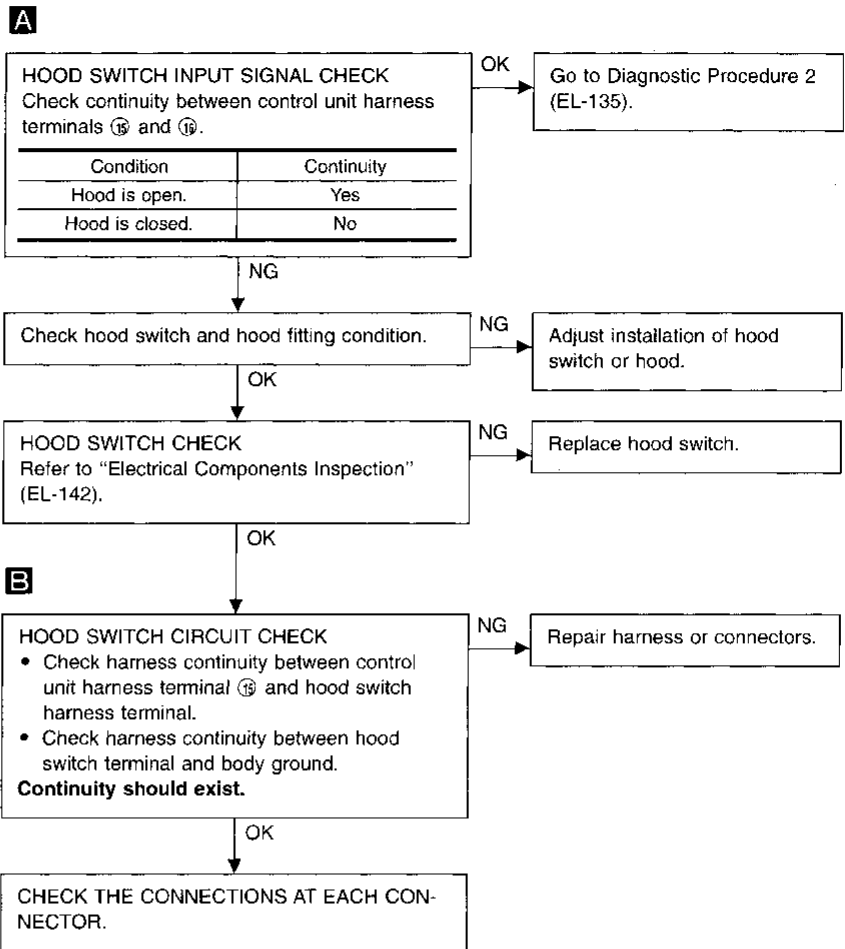 A
HOOD SWITCH INPUT SIGNAL CHECK
Check continuity between control unit harness
terminals ⑮ and ⑯.
Condition Continuity
Hood is open. Yes
Hood is closed. No
OK
Go to Diagnostic Procedure 2
(EL-135).
NG
Check hood switch and hood fitting condition.
NG
Adjust installation of hood
switch or hood.
OK
HOOD SWITCH CHECK
Refer to “Electrical Components Inspection”
(EL-142).
NG
Replace hood switch.
OK
B
HOOD SWITCH CIRCUIT CHECK
• Check harness continuity between control
unit harness terminal and hood switch
harness terminal.
• Check harness continuity between hood
switch terminal and body ground.
Continuity should exist.
NG
Repair harness or connectors.
OK
CHECK THE CONNECTIONS AT EACH CON-
NECTOR.